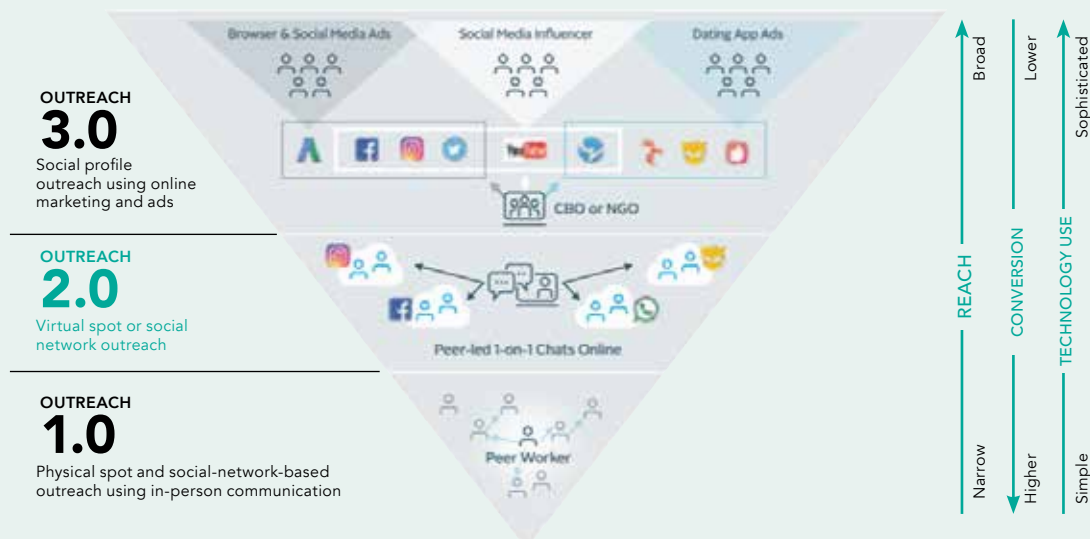 Browser & Social Media Ads
Social Media Influencer
Dating App Ads
OUTREACH
3.0
Social profile
outreach using online
marketing and ads
YouTube
CBO or NGO
OUTREACH
2.0
Virtual spot or social
network outreach
Peer-led 1-on-1 Chats Online
OUTREACH
1.0
Physical spot and social-network-based
outreach using in-person communication
Peer Worker
Broad
REACH
Narrow
Lower
CONVERSION
Higher
Sophisticated
TECHNOLOGY USE
Simple